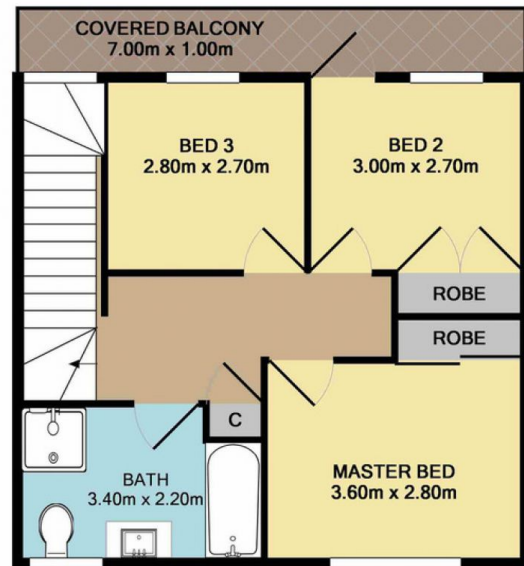 COVERED BALCONY
7.00m x 1.00m
BED 3
2.80m x 2.70m
BED 2
3.00m x 2.70m
ROBE
ROBE
C
BATH
3.40m x 2.20m
MASTER BED
3.60m x 2.80m